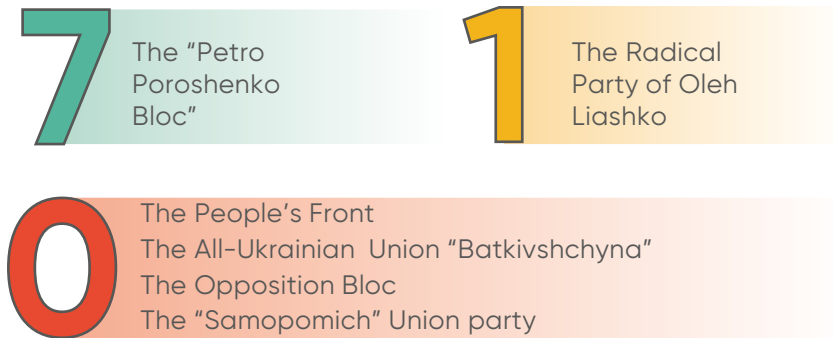 7
The “Petro
Poroshenko
Bloc”
1
The Radical
Party of Oleh
Liashko
0
The People’s Front
The All-Ukrainian Union “Batkivshchyna”
The Opposition Bloc
The “Samopomich” Union party